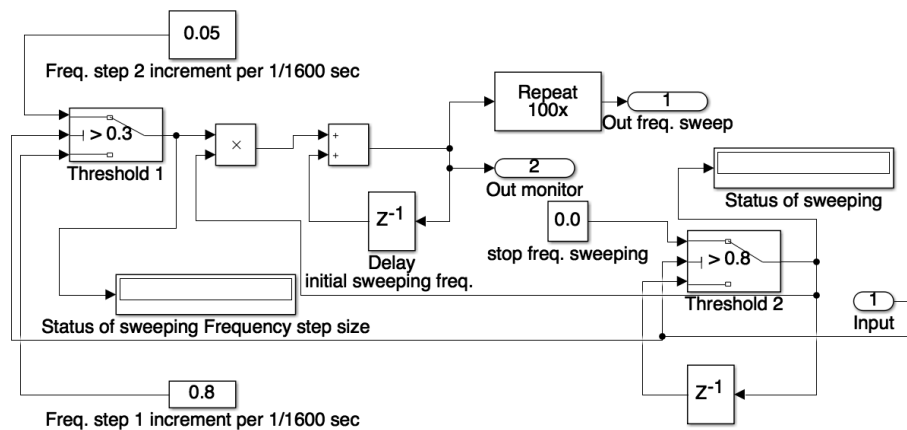 0.05
Freq. step 2 increment per 1/1600 sec
> 0.3
Threshold 1
×
+
+
Repeat
100x
1
Out freq. sweep
2
Out monitor
z-1
Delay
initial sweeping freq.
0.0
stop freq. sweeping
Status of sweeping
> 0.8
Threshold 2
1
Input
Status of sweeping Frequency step size
z-1
0.8
Freq. step 1 increment per 1/1600 sec